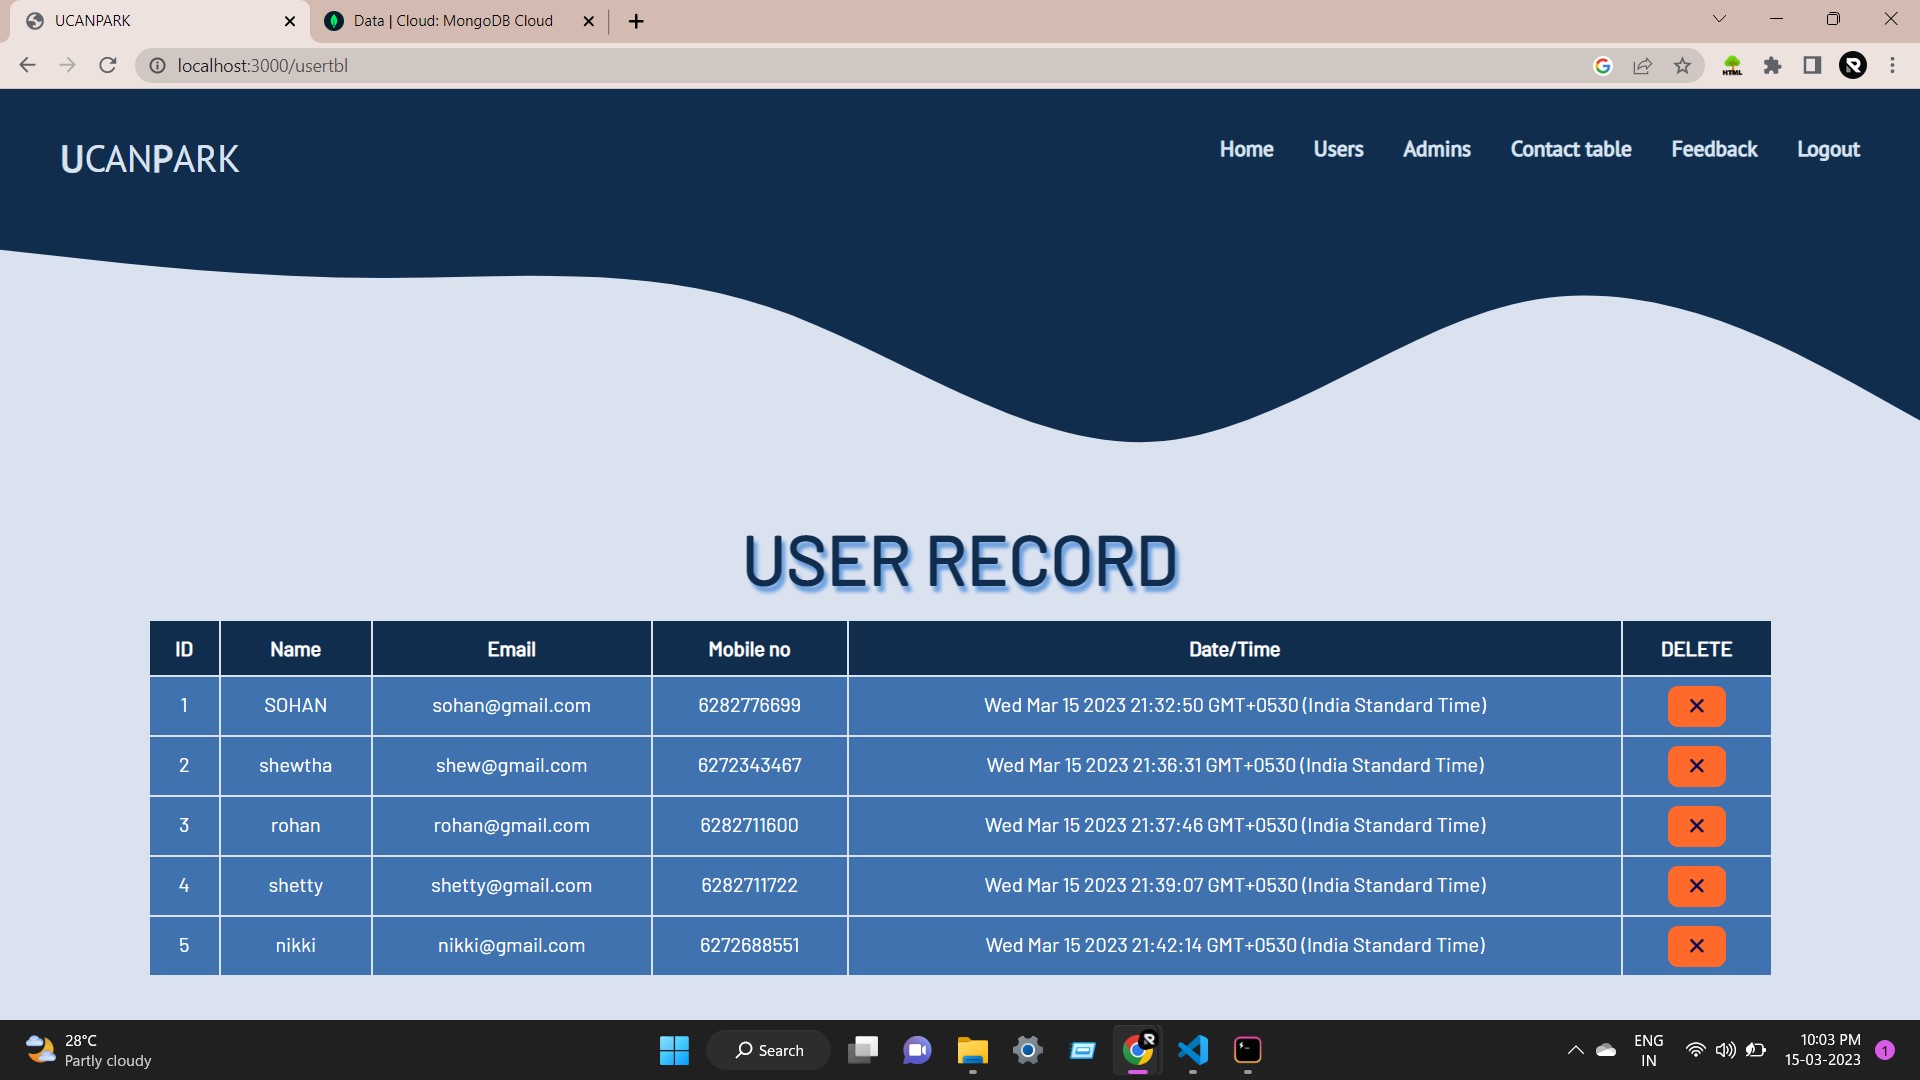 UCANPARK
Data | Cloud: MongoDB Cloud
localhost:3000/usertbl
HTML
R
UCANPARK
Home Users Admins Contact table Feedback Logout
USER RECORD
ID Name Email Mobile no Date/Time DELETE
1 SOHAN sohan@gmail.com 6282776699 Wed Mar 15 2023 21:32:50 GMT+0530 (India Standard Time) ✕
2 shewtha shew@gmail.com 6272343467 Wed Mar 15 2023 21:36:31 GMT+0530 (India Standard Time) ✕
3 rohan rohan@gmail.com 6282711600 Wed Mar 15 2023 21:37:46 GMT+0530 (India Standard Time) ✕
4 shetty shetty@gmail.com 6282711722 Wed Mar 15 2023 21:39:07 GMT+0530 (India Standard Time) ✕
5 nikki nikki@gmail.com 6272688551 Wed Mar 15 2023 21:42:14 GMT+0530 (India Standard Time) ✕
28°C
Partly cloudy
Search
R
ENG
IN
10:03 PM
15-03-2023
1